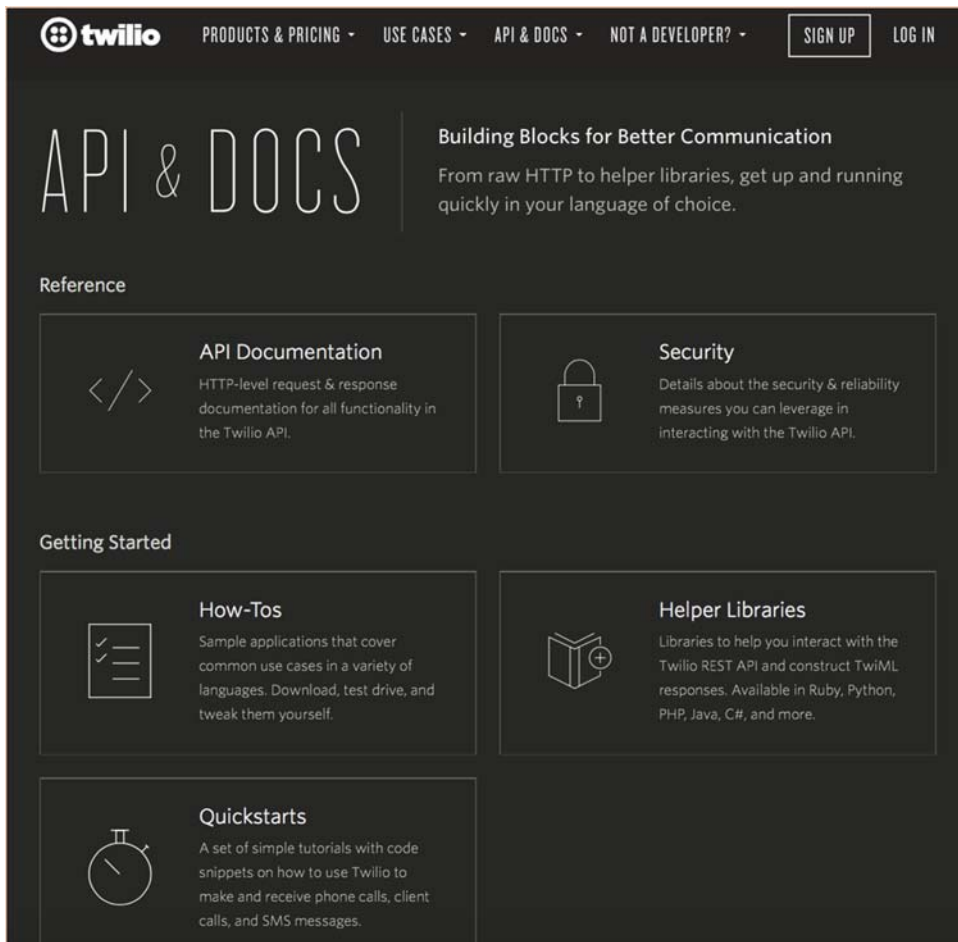 twilio PRODUCTS & PRICING USE CASES API & DOCS NOT A DEVELOPER? SIGN UP LOG IN
API & DOCS
Building Blocks for Better Communication
From raw HTTP to helper libraries, get up and running
quickly in your language of choice.
Reference
API Documentation
HTTP-level request & response
documentation for all functionality in
the Twilio API.
Security
Details about the security & reliability
measures you can leverage in
interacting with the Twilio API.
Getting Started
How-Tos
Sample applications that cover
common use cases in a variety of
languages. Download, test drive, and
tweak them yourself.
Helper Libraries
Libraries to help you interact with the
Twilio REST API and construct TwiML
responses. Available in Ruby, Python,
PHP, Java, C#, and more.
Quickstarts
A set of simple tutorials with code
snippets on how to use Twilio to
make and receive phone calls, client
calls, and SMS messages.